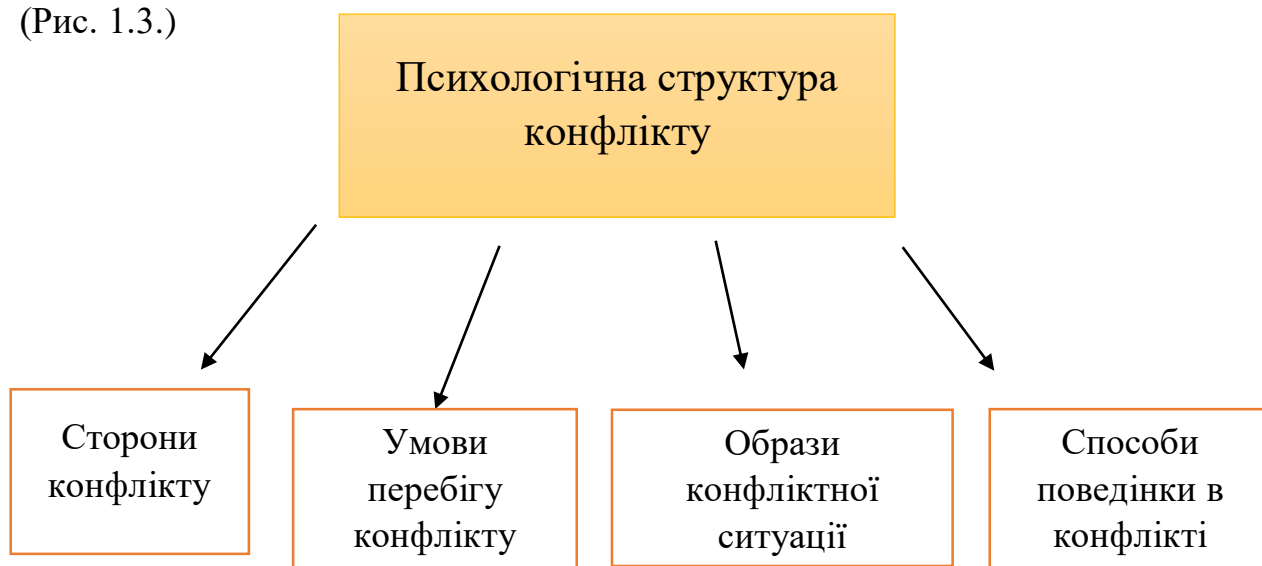 (Рис. 1.3.)
Психологічна структура
конфлікту
Сторони
конфлікту
Умови
перебігу
конфлікту
Образи
конфліктної
ситуації
Способи
поведінки в
конфлікті